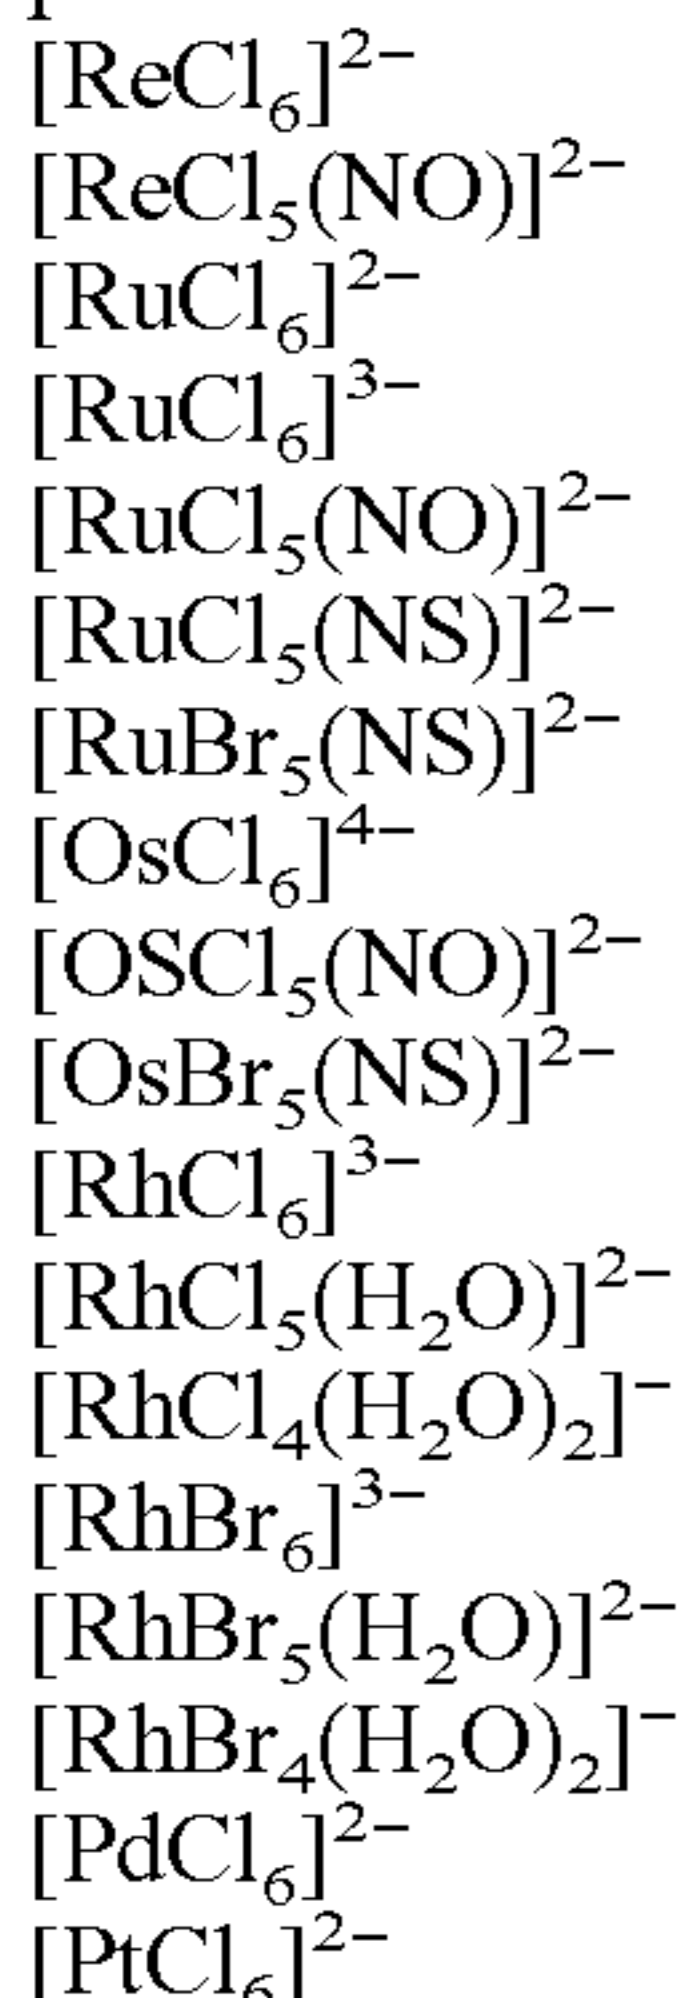 [ReCl₆]²⁻
[ReCl₅(NO)]²⁻
[RuCl₆]²⁻
[RuCl₆]³⁻
[RuCl₅(NO)]²⁻
[RuCl₅(NS)]²⁻
[RuBr₅(NS)]²⁻
[OsCl₆]⁴⁻
[OSCl₅(NO)]²⁻
[OsBr₅(NS)]²⁻
[RhCl₆]³⁻
[RhCl₅(H₂O)]²⁻
[RhCl₄(H₂O)₂]⁻
[RhBr₆]³⁻
[RhBr₅(H₂O)]²⁻
[RhBr₄(H₂O)₂]⁻
[PdCl₆]²⁻
[PtCl₆]²⁻